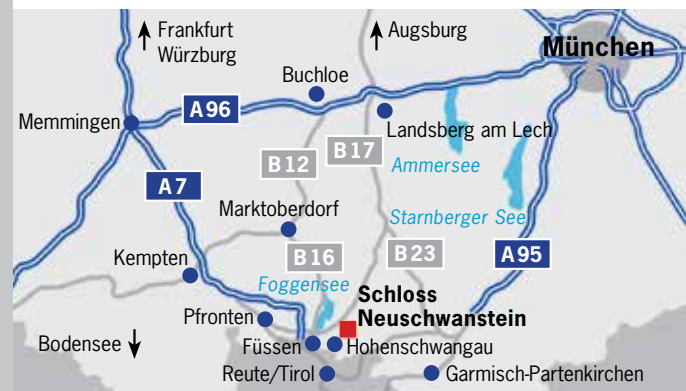 Frankfurt
Würzburg
Augsburg
München
Buchloe
A96
Memmingen
Landsberg am Lech
B17
B12
Ammersee
A7
Marktoberdorf
Starnberger See
B16
B23
A95
Kempten
Foggensee
Schloss
Neuschwanstein
Pfronten
Bodensee
Füssen
Hohenschwangau
Reute/Tirol
Garmisch-Partenkirchen